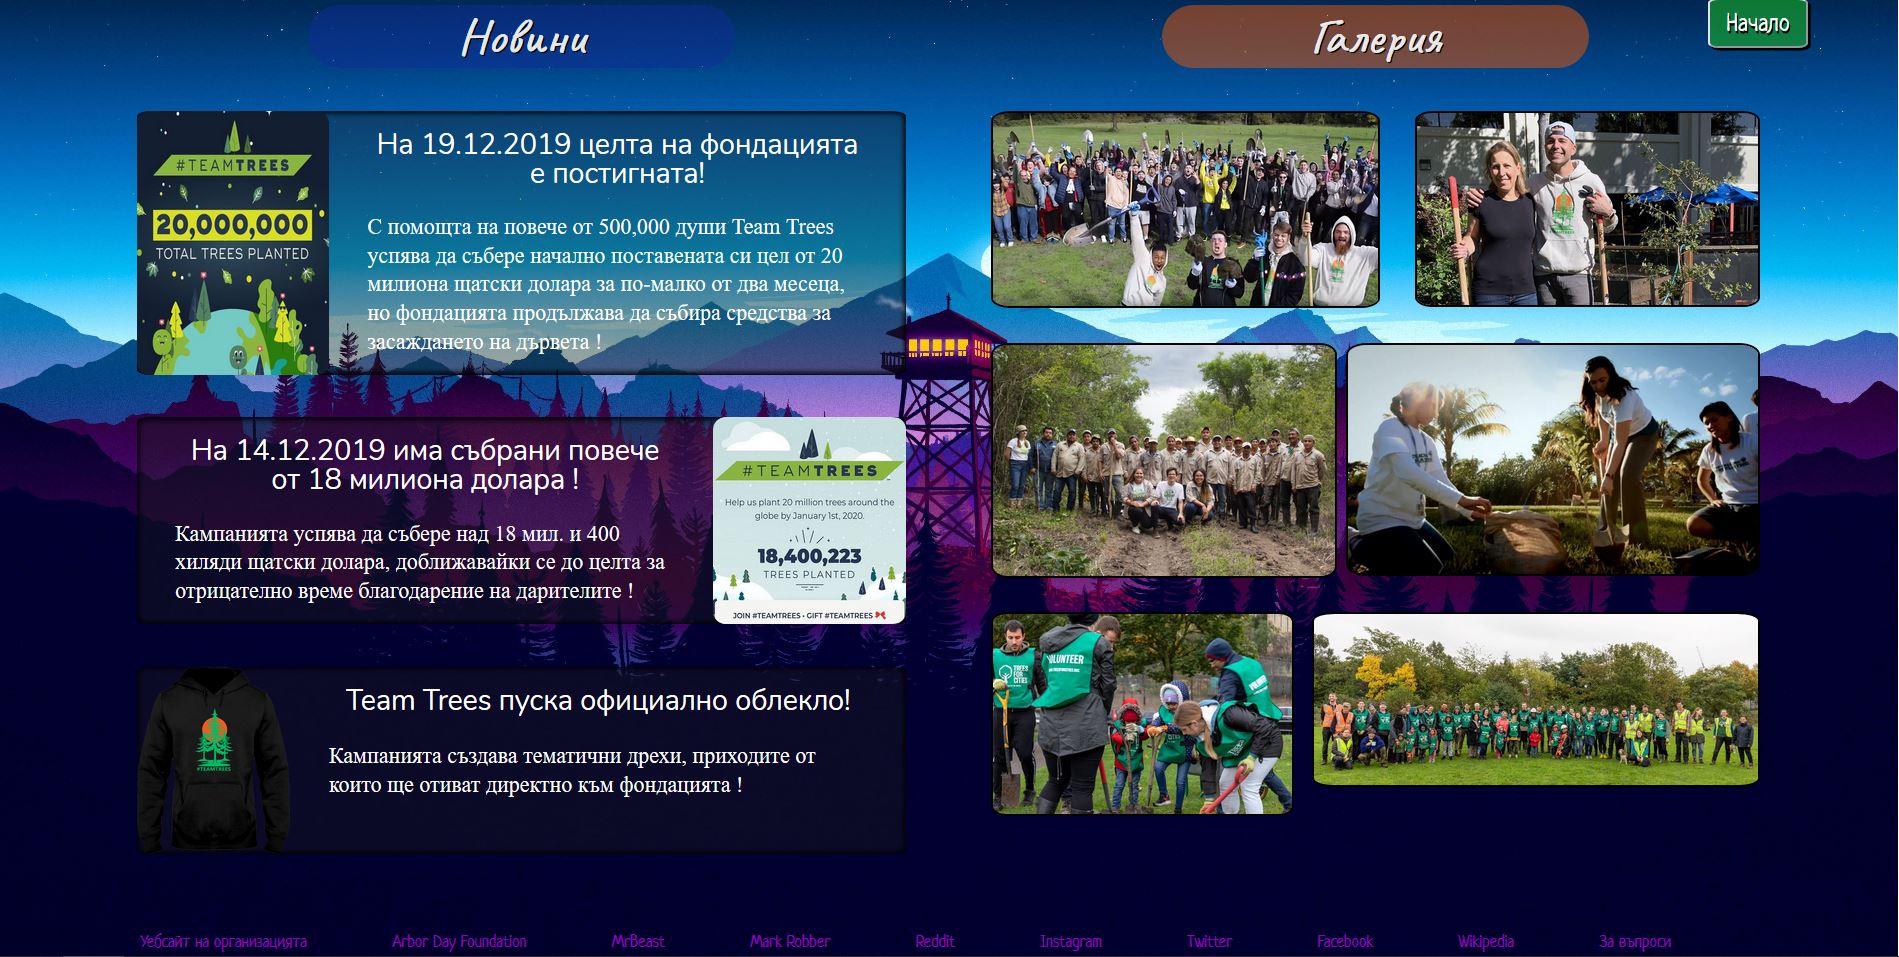 Новини
Галерия
Начало
#TEAMTREES
20,000,000
TOTAL TREES PLANTED
На 19.12.2019 целта на фондацията
е постигната!
С помощта на повече от 500,000 души Team Trees
успява да събере начално поставената си цел от 20
милиона щатски долара за по-малко от два месеца,
но фондацията продължава да събира средства за
засаждането на дървета !
На 14.12.2019 има събрани повече
от 18 милиона долара !
Кампанията успява да събере над 18 мил. и 400
хиляди щатски долара, доближавайки се до целта за
отрицателно време благодарение на дарителите !
#TEAMTREES
Help us plant 20 million trees around the
globe by January 1st, 2020.
18,400,223
TREES PLANTED
JOIN #TEAMTREES • GIFT #TEAMTREES
#TEAMTREES
Team Trees пуска официално облекло!
Кампанията създава тематични дрехи, приходите от
които ще отиват директно към фондацията !
TREES
FOR
CITIES
VOLUNTEER
Уебсайт на организацията
Arbor Day Foundation
MrBeast
Mark Robber
Reddit
Instagram
Twitter
Facebook
Wikipedia
За въпроси